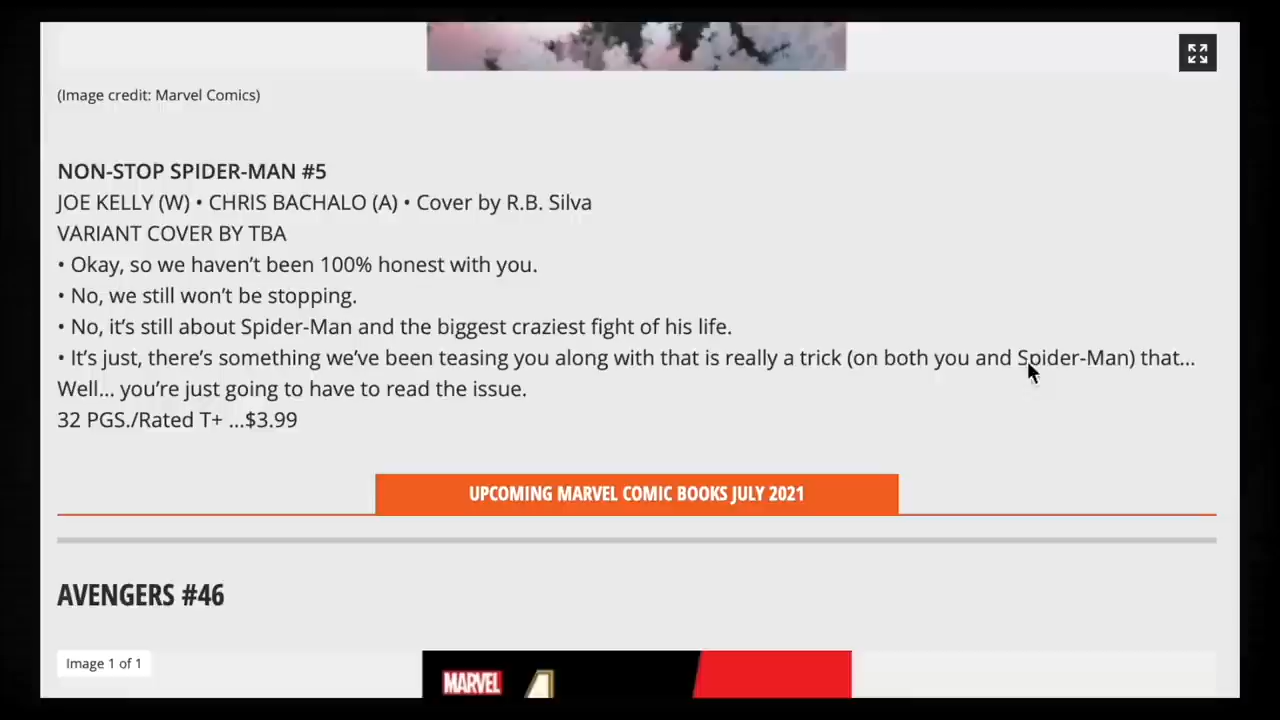 (Image credit: Marvel Comics)
NON-STOP SPIDER-MAN #5
JOE KELLY (W) • CHRIS BACHALO (A) • Cover by R.B. Silva
VARIANT COVER BY TBA
• Okay, so we haven’t been 100% honest with you.
• No, we still won’t be stopping.
• No, it’s still about Spider-Man and the biggest craziest fight of his life.
• It’s just, there’s something we’ve been teasing you along with that is really a trick (on both you and Spider-Man) that...
Well... you’re just going to have to read the issue.
32 PGS./Rated T+ ...$3.99
UPCOMING MARVEL COMIC BOOKS JULY 2021
AVENGERS #46
Image 1 of 1
MARVEL